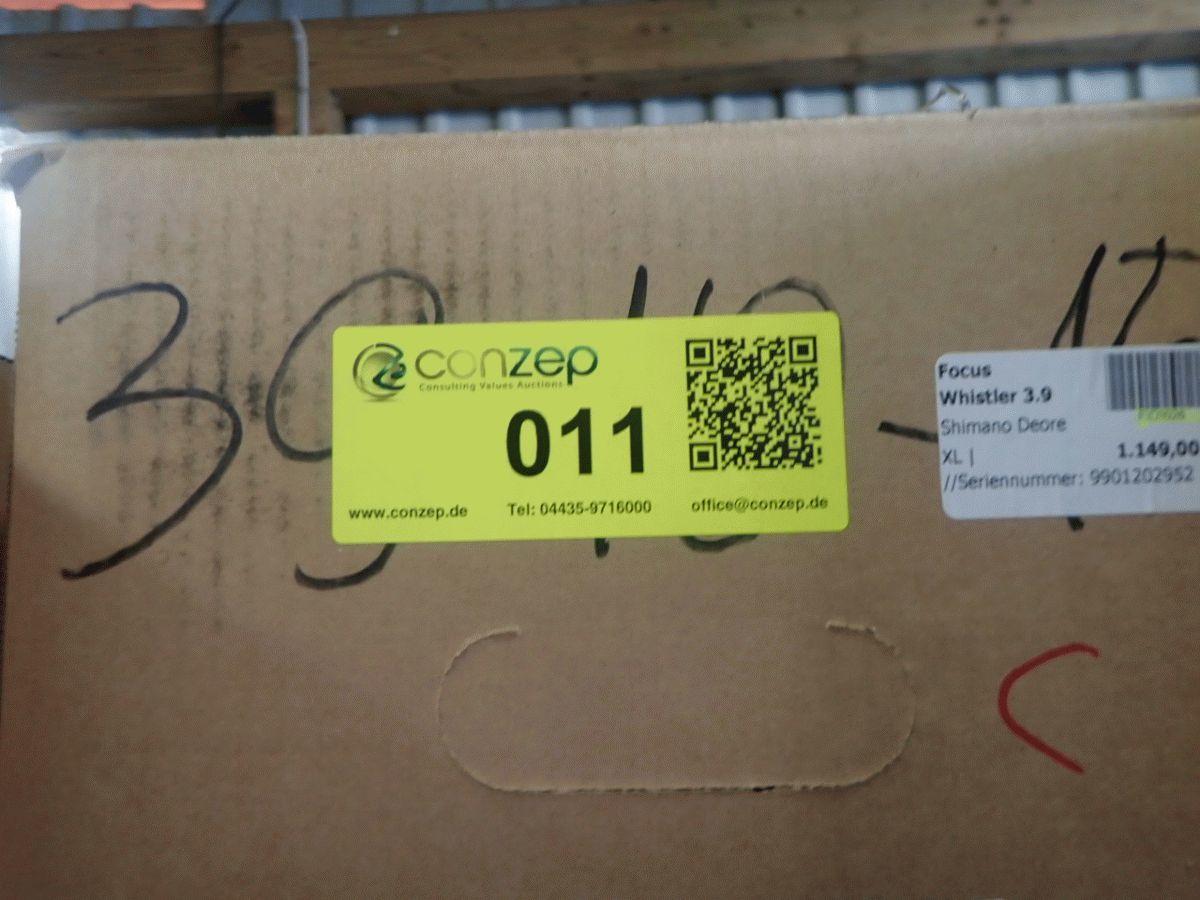 conzep
Consulting Values Auctions
011
www.conzep.de Tel: 04435-9716000 office@conzep.de
Focus
Whistler 3.9
Shimano Deore
XL | 1.149,00
//Seriennummer: 9901202952